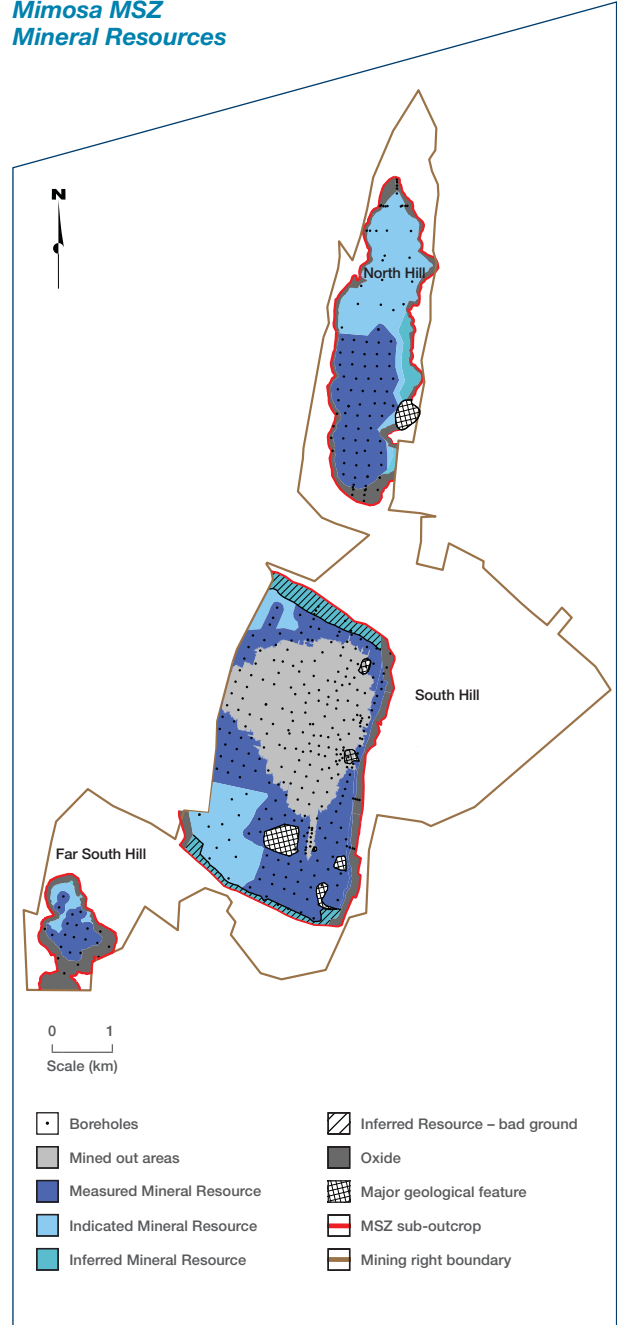 Mimosa MSZ
Mineral Resources
N
North Hill
South Hill
Far South Hill
0 1
Scale (km)
Boreholes
Mined out areas
Measured Mineral Resource
Indicated Mineral Resource
Inferred Mineral Resource
Inferred Resource – bad ground
Oxide
Major geological feature
MSZ sub-outcrop
Mining right boundary